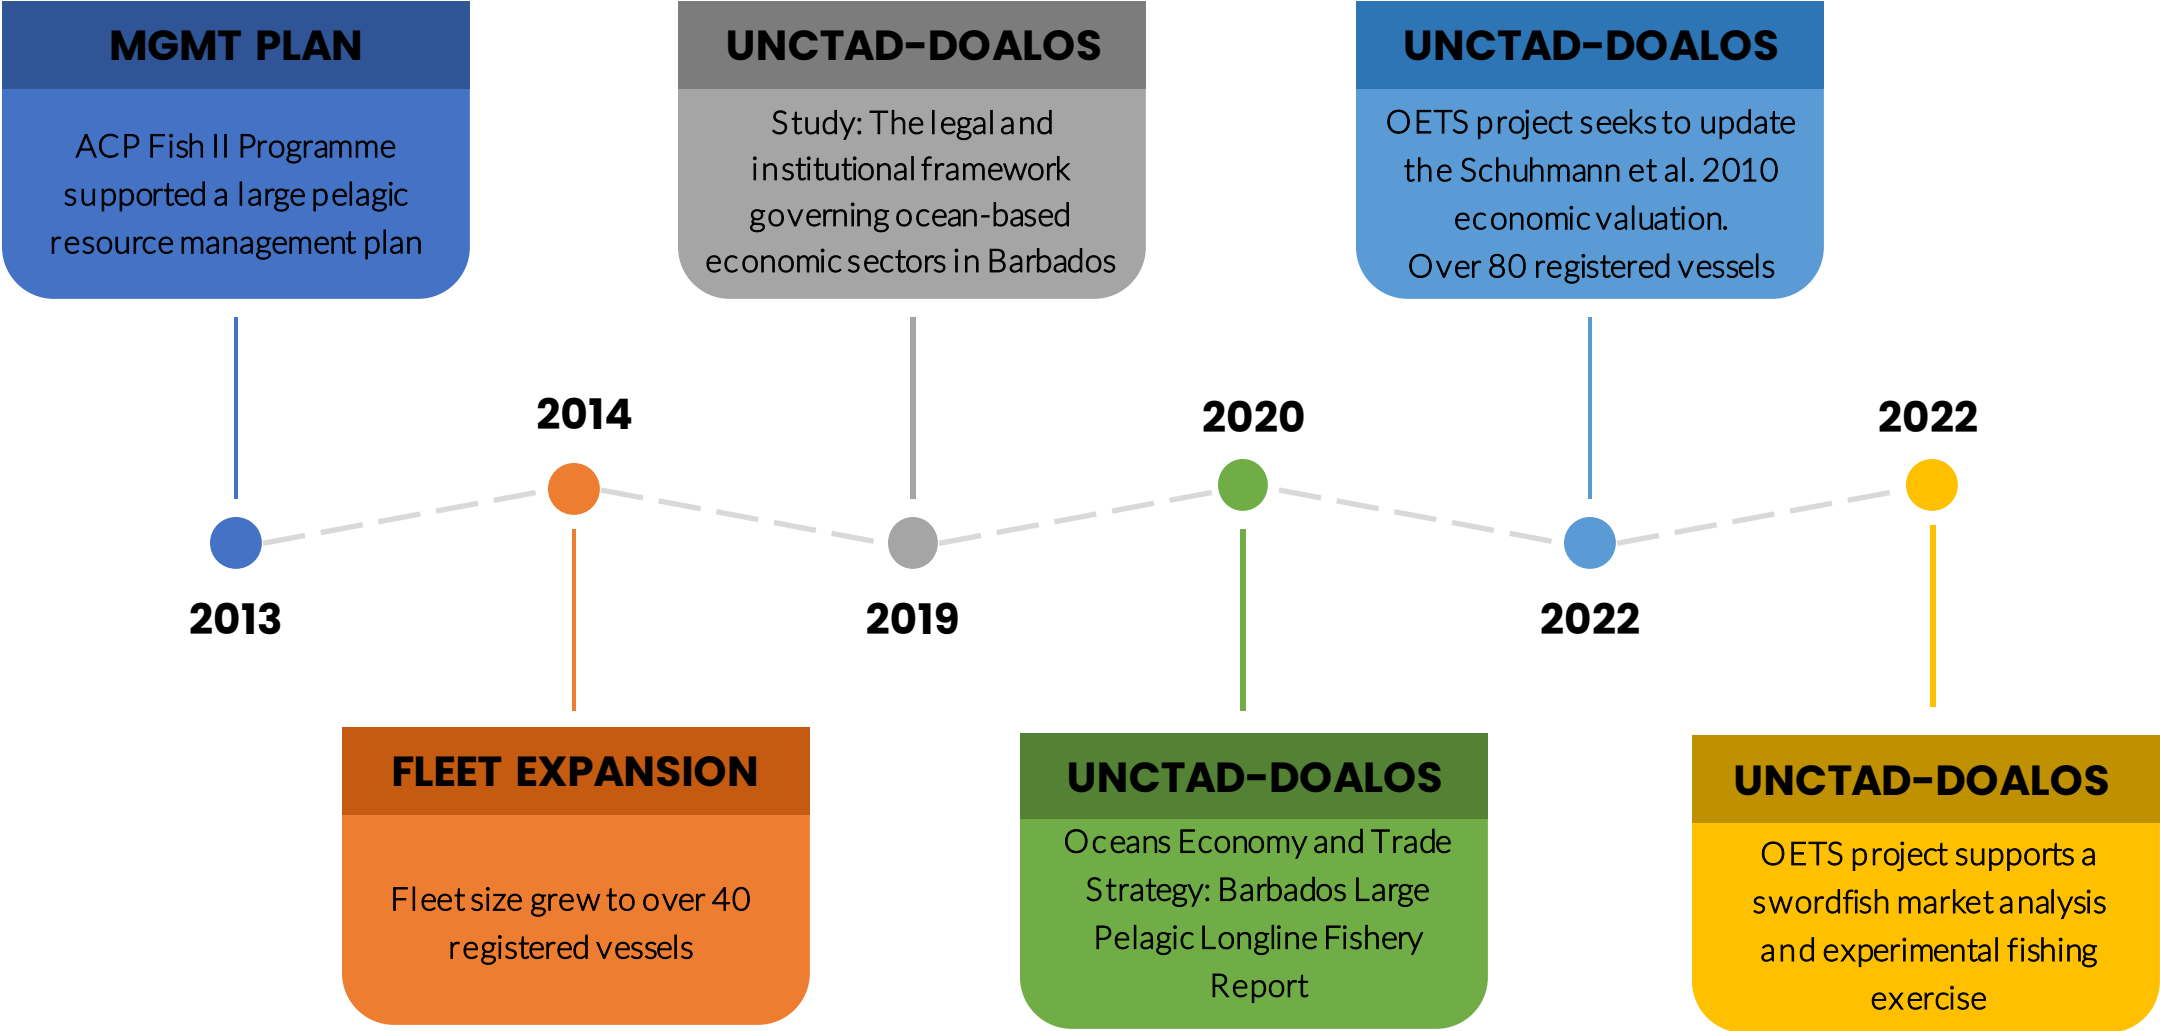 MGMT PLAN
ACP Fish II Programme
supported a large pelagic
resource management plan
2013
2014
FLEET EXPANSION
Fleet size grew to over 40
registered vessels
UNCTAD-DOALOS
Study: The legal and
institutional framework
governing ocean-based
economic sectors in Barbados
2019
2020
UNCTAD-DOALOS
Oceans Economy and Trade
Strategy: Barbados Large
Pelagic Longline Fishery
Report
UNCTAD-DOALOS
OETS project seeks to update
the Schuhmann et al. 2010
economic valuation.
Over 80 registered vessels
2022
2022
UNCTAD-DOALOS
OETS project supports a
swordfish market analysis
and experimental fishing
exercise